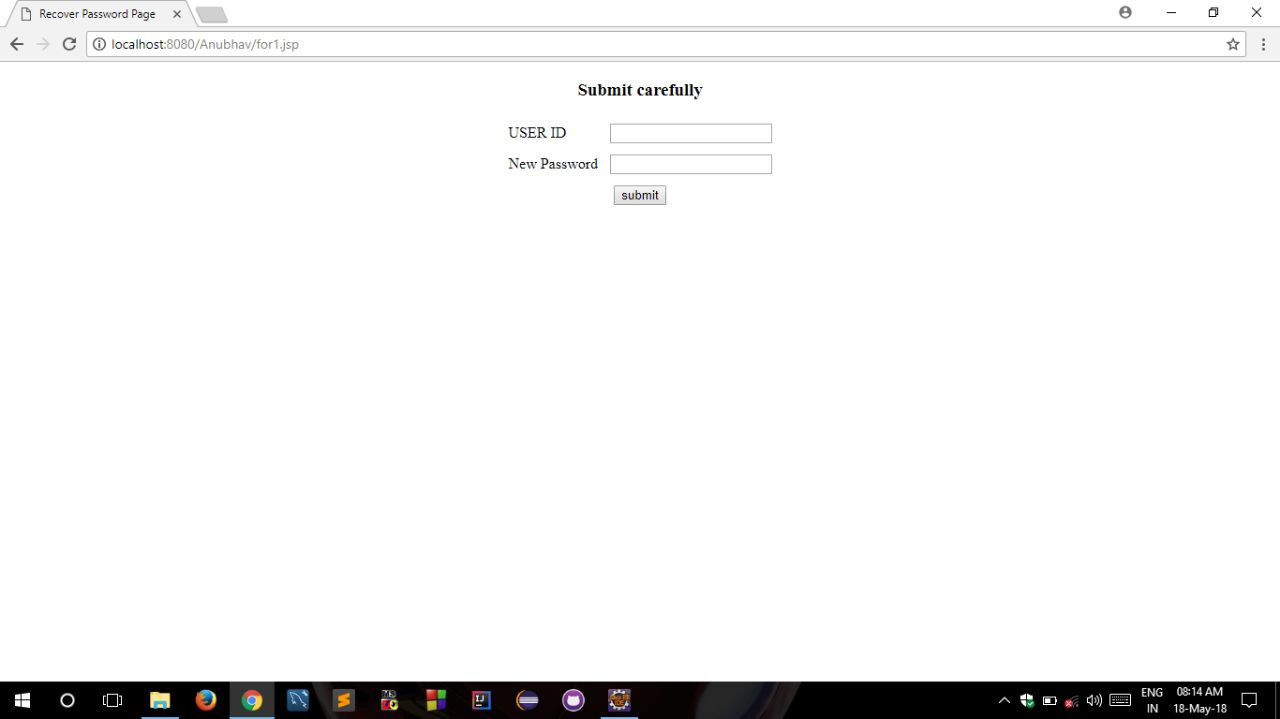 Recover Password Page
localhost:8080/Anubhav/for1.jsp
Submit carefully
USER ID
New Password
submit
ENG
IN
08:14 AM
18-May-18